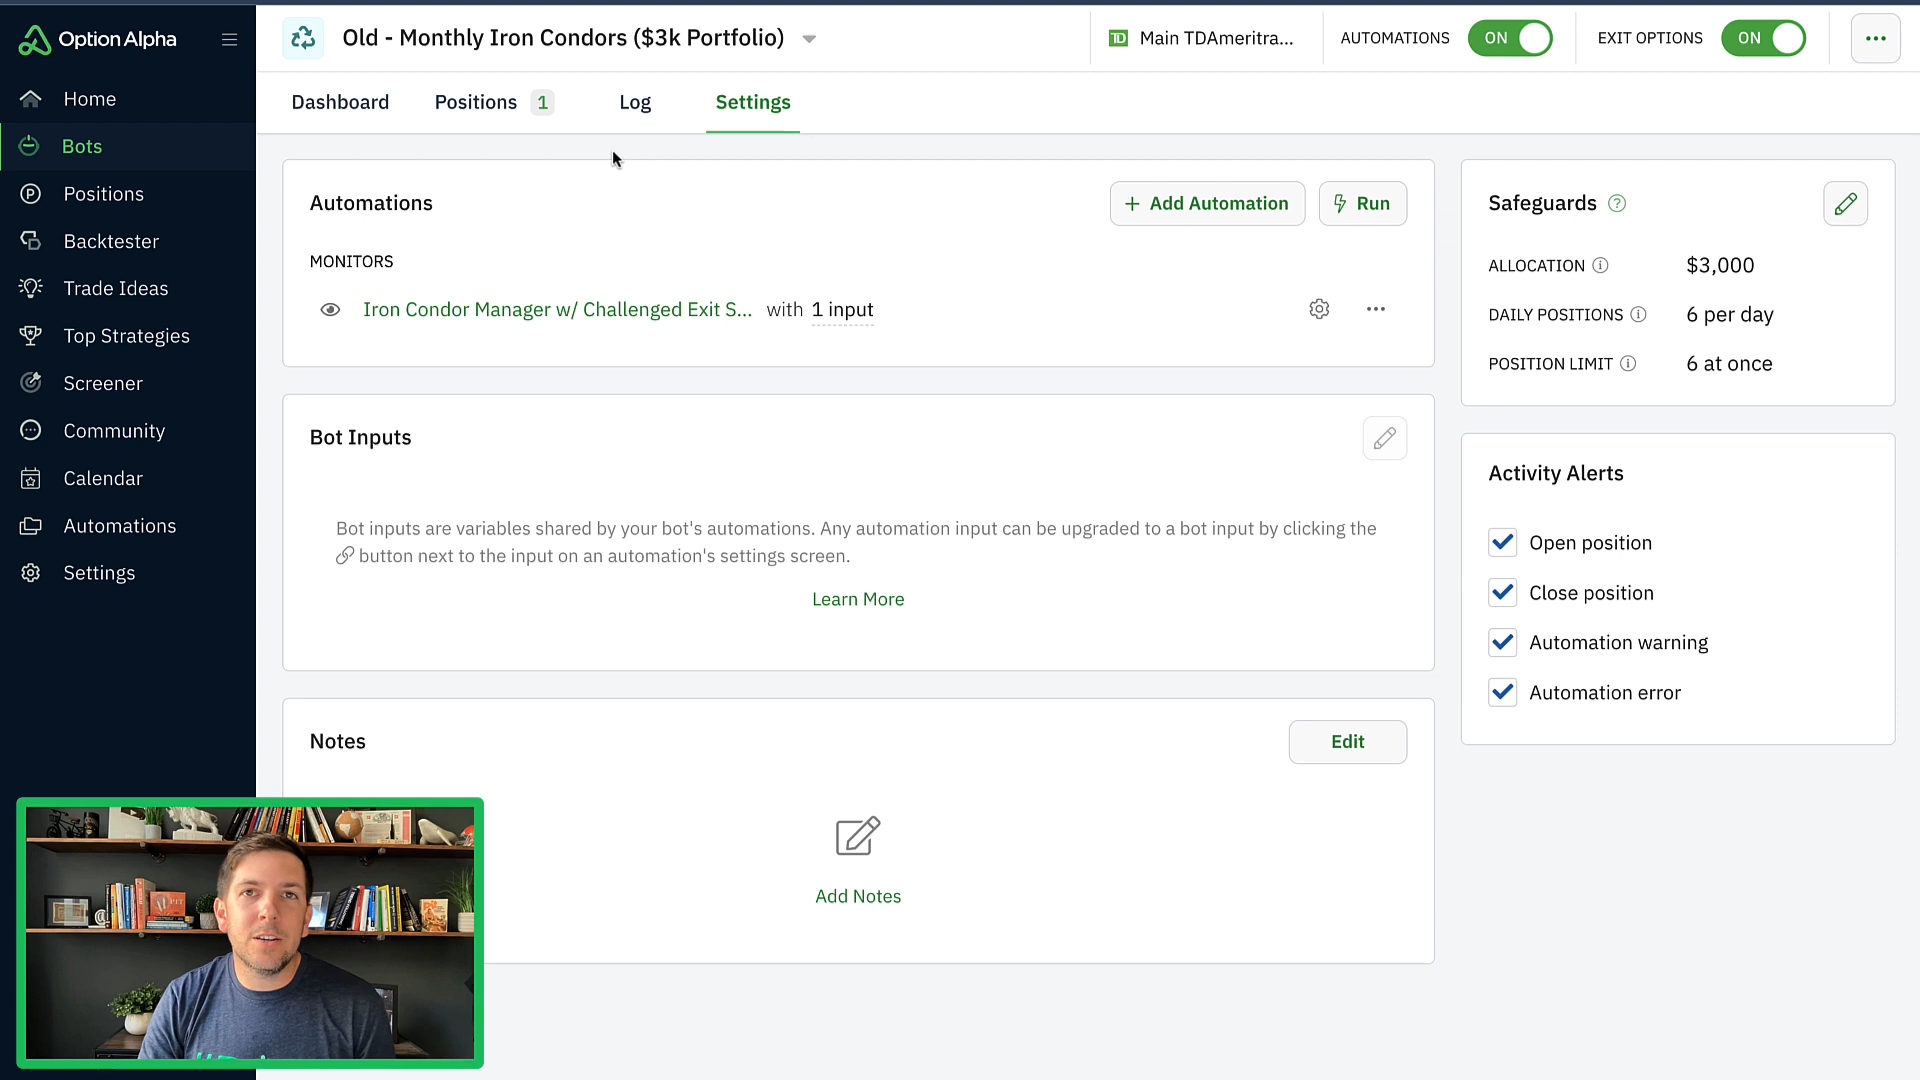 Option Alpha
Home
Bots
Positions
Backtester
Trade Ideas
Top Strategies
Screener
Community
Calendar
Automations
Settings
Old - Monthly Iron Condors ($3k Portfolio)
TD Main TDAmeritra...
AUTOMATIONS ON
EXIT OPTIONS ON
Dashboard Positions 1 Log Settings
Automations
+ Add Automation
Run
MONITORS
Iron Condor Manager w/ Challenged Exit S... with 1 input
Bot Inputs
Bot inputs are variables shared by your bot's automations. Any automation input can be upgraded to a bot input by clicking the
button next to the input on an automation's settings screen.
Learn More
Notes
Edit
Add Notes
Safeguards ?
ALLOCATION $3,000
DAILY POSITIONS 6 per day
POSITION LIMIT 6 at once
Activity Alerts
Open position
Close position
Automation warning
Automation error